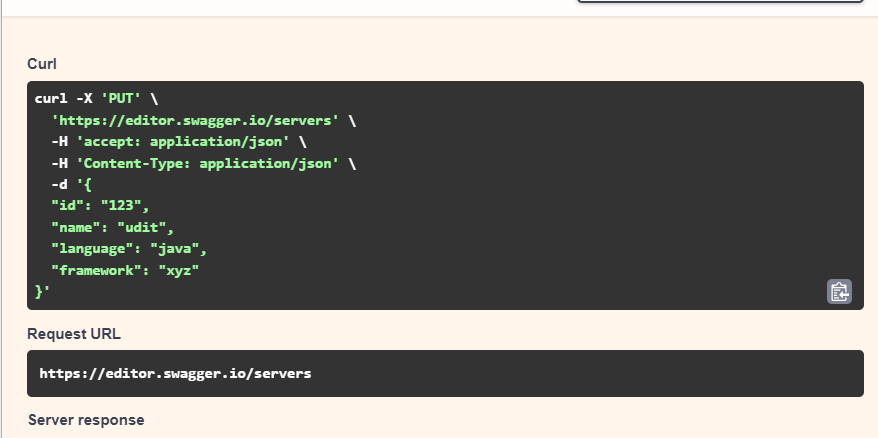 Curl
curl -X 'PUT' \
  'https://editor.swagger.io/servers' \
  -H 'accept: application/json' \
  -H 'Content-Type: application/json' \
  -d '{
  "id": "123",
  "name": "udit",
  "language": "java",
  "framework": "xyz"
}'
Request URL
https://editor.swagger.io/servers
Server response